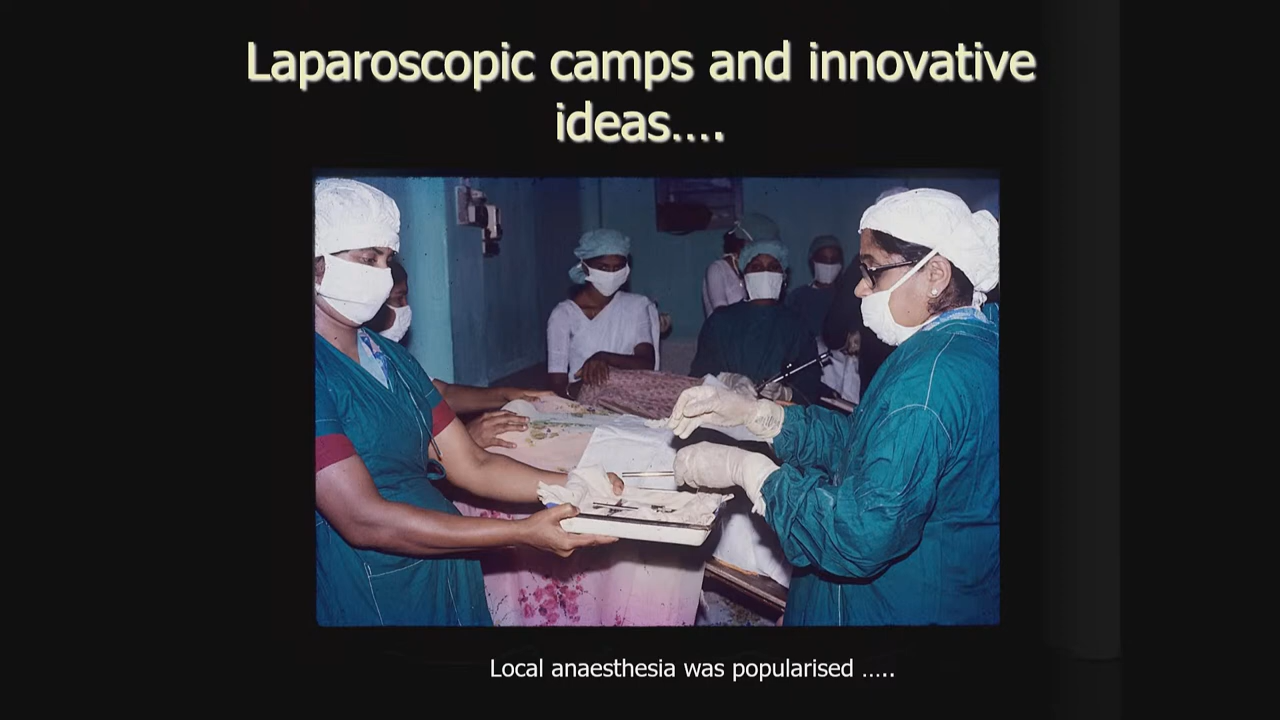 Laparoscopic camps and innovative
ideas….
Local anaesthesia was popularised …..